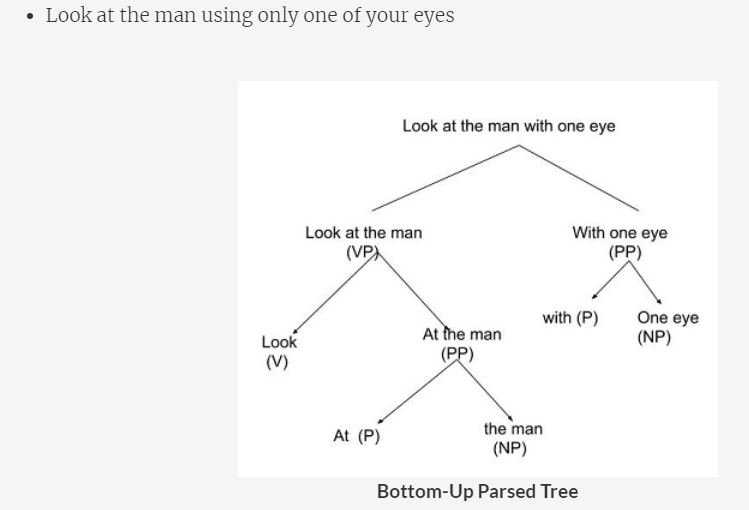 • Look at the man using only one of your eyes
Look at the man with one eye
Look at the man
(VP)
With one eye
(PP)
Look
(V)
At the man
(PP)
with (P)
One eye
(NP)
At (P)
the man
(NP)
Bottom-Up Parsed Tree